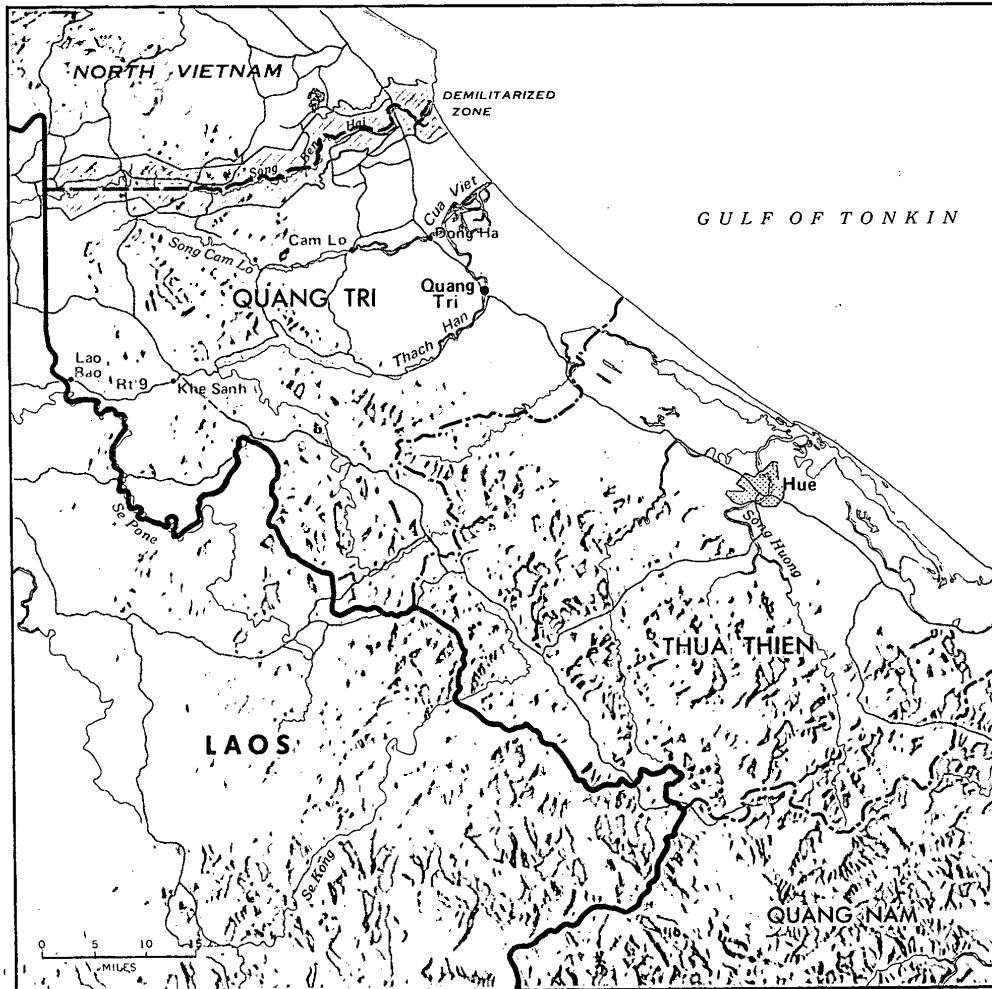 NORTH VIETNAM
DEMILITARIZED
ZONE
Song Ben Hai
GULF OF TONKIN
Cua Viet
Cam Lo
Dong Ha
Song Cam Lo
QUANG TRI
Quang
Tri
Thach Han
Lao
Bao
Rt 9
Khe Sanh
Hue
Se Pone
Song Huong
THUA THIEN
LAOS
Se Kong
QUANG NAM
0 5 10 15
MILES